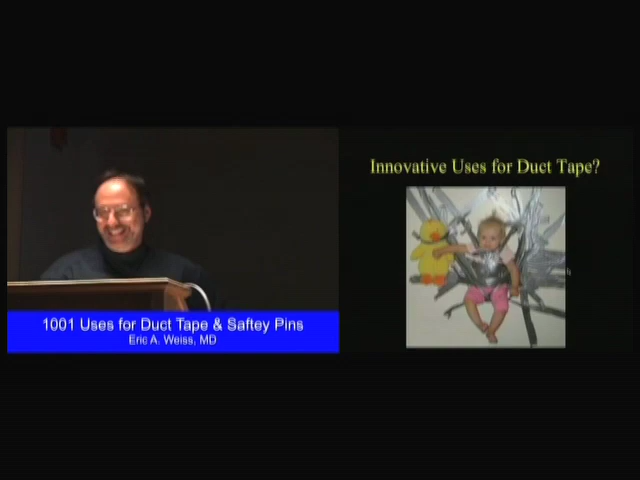 Innovative Uses for Duct Tape?
1001 Uses for Duct Tape & Saftey Pins
Eric A. Weiss, MD